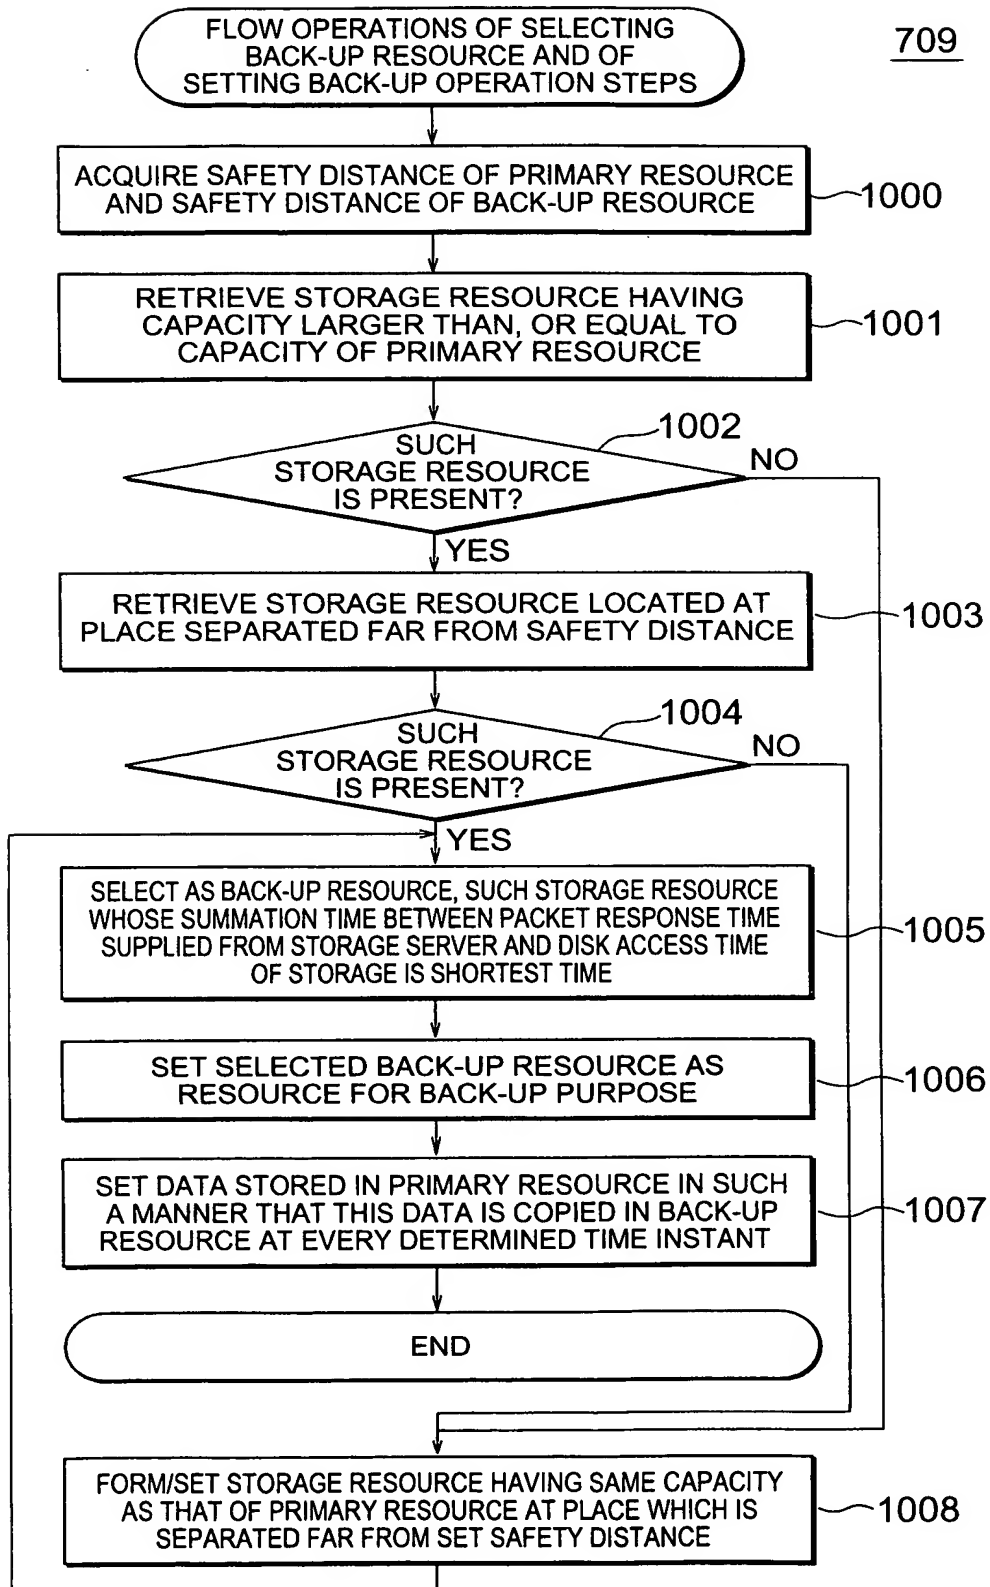 FLOW OPERATIONS OF SELECTING
BACK-UP RESOURCE AND OF
SETTING BACK-UP OPERATION STEPS
709
ACQUIRE SAFETY DISTANCE OF PRIMARY RESOURCE
AND SAFETY DISTANCE OF BACK-UP RESOURCE
1000
RETRIEVE STORAGE RESOURCE HAVING
CAPACITY LARGER THAN, OR EQUAL TO
CAPACITY OF PRIMARY RESOURCE
1001
SUCH
STORAGE RESOURCE
IS PRESENT?
1002
NO
YES
RETRIEVE STORAGE RESOURCE LOCATED AT
PLACE SEPARATED FAR FROM SAFETY DISTANCE
1003
SUCH
STORAGE RESOURCE
IS PRESENT?
1004
NO
YES
SELECT AS BACK-UP RESOURCE, SUCH STORAGE RESOURCE
WHOSE SUMMATION TIME BETWEEN PACKET RESPONSE TIME
SUPPLIED FROM STORAGE SERVER AND DISK ACCESS TIME
OF STORAGE IS SHORTEST TIME
1005
SET SELECTED BACK-UP RESOURCE AS
RESOURCE FOR BACK-UP PURPOSE
1006
SET DATA STORED IN PRIMARY RESOURCE IN SUCH
A MANNER THAT THIS DATA IS COPIED IN BACK-UP
RESOURCE AT EVERY DETERMINED TIME INSTANT
1007
END
FORM/SET STORAGE RESOURCE HAVING SAME CAPACITY
AS THAT OF PRIMARY RESOURCE AT PLACE WHICH IS
SEPARATED FAR FROM SET SAFETY DISTANCE
1008